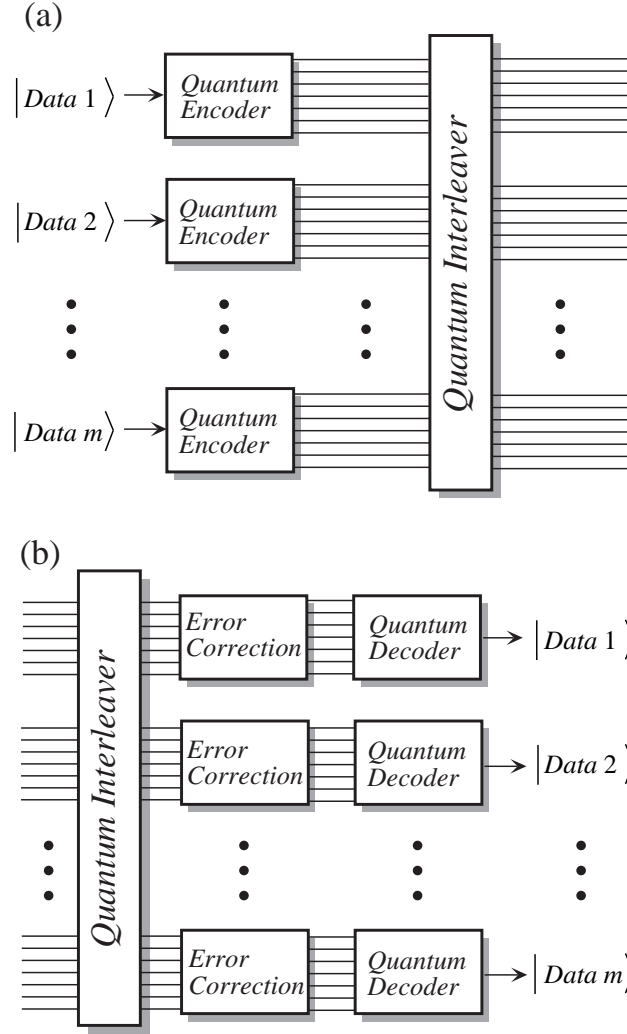 (a)
|Data 1⟩
Quantum
Encoder
|Data 2⟩
Quantum
Encoder
|Data m⟩
Quantum
Encoder
Quantum Interleaver
(b)
Quantum Interleaver
Error
Correction
Quantum
Decoder
|Data 1⟩
Error
Correction
Quantum
Decoder
|Data 2⟩
Error
Correction
Quantum
Decoder
|Data m⟩